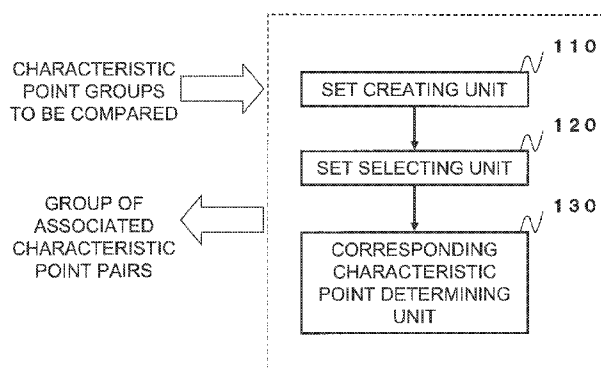 CHARACTERISTIC
POINT GROUPS
TO BE COMPARED
110
SET CREATING UNIT
120
SET SELECTING UNIT
GROUP OF
ASSOCIATED
CHARACTERISTIC
POINT PAIRS
130
CORRESPONDING
CHARACTERISTIC
POINT DETERMINING
UNIT